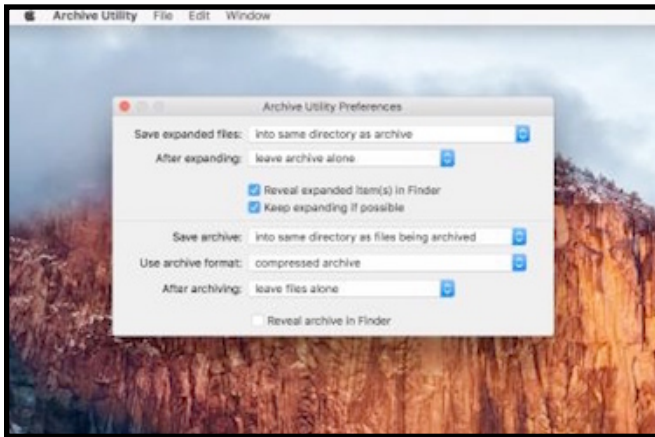 Archive Utility File Edit Window
Archive Utility Preferences
Save expanded files: into same directory as archive
After expanding: leave archive alone
Reveal expanded item(s) in Finder
Keep expanding if possible
Save archive: into same directory as files being archived
Use archive format: compressed archive
After archiving: leave files alone
Reveal archive in Finder